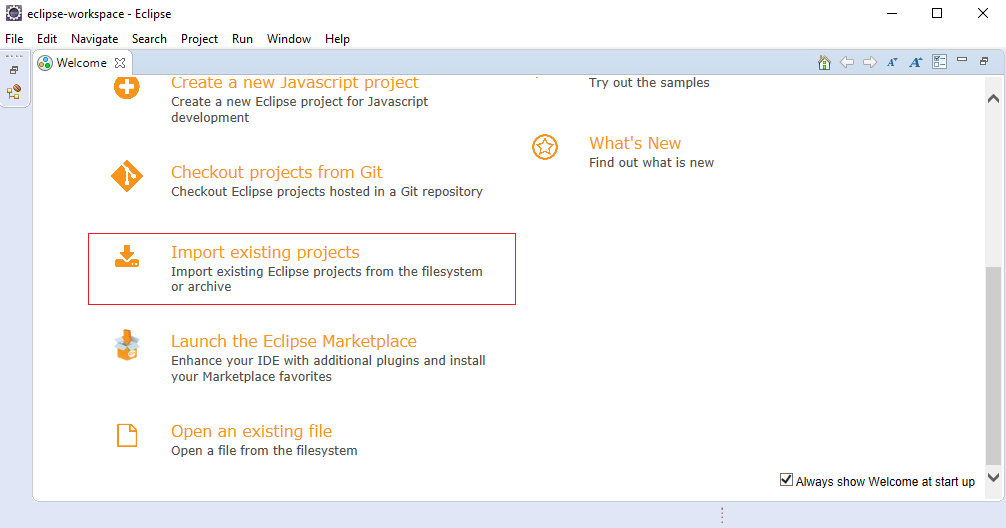 eclipse-workspace - Eclipse
File Edit Navigate Search Project Run Window Help
Welcome
Create a new Javascript project
Create a new Eclipse project for Javascript
development
Checkout projects from Git
Checkout Eclipse projects hosted in a Git repository
Import existing projects
Import existing Eclipse projects from the filesystem
or archive
Launch the Eclipse Marketplace
Enhance your IDE with additional plugins and install
your Marketplace favorites
Open an existing file
Open a file from the filesystem
Try out the samples
What's New
Find out what is new
Always show Welcome at start up